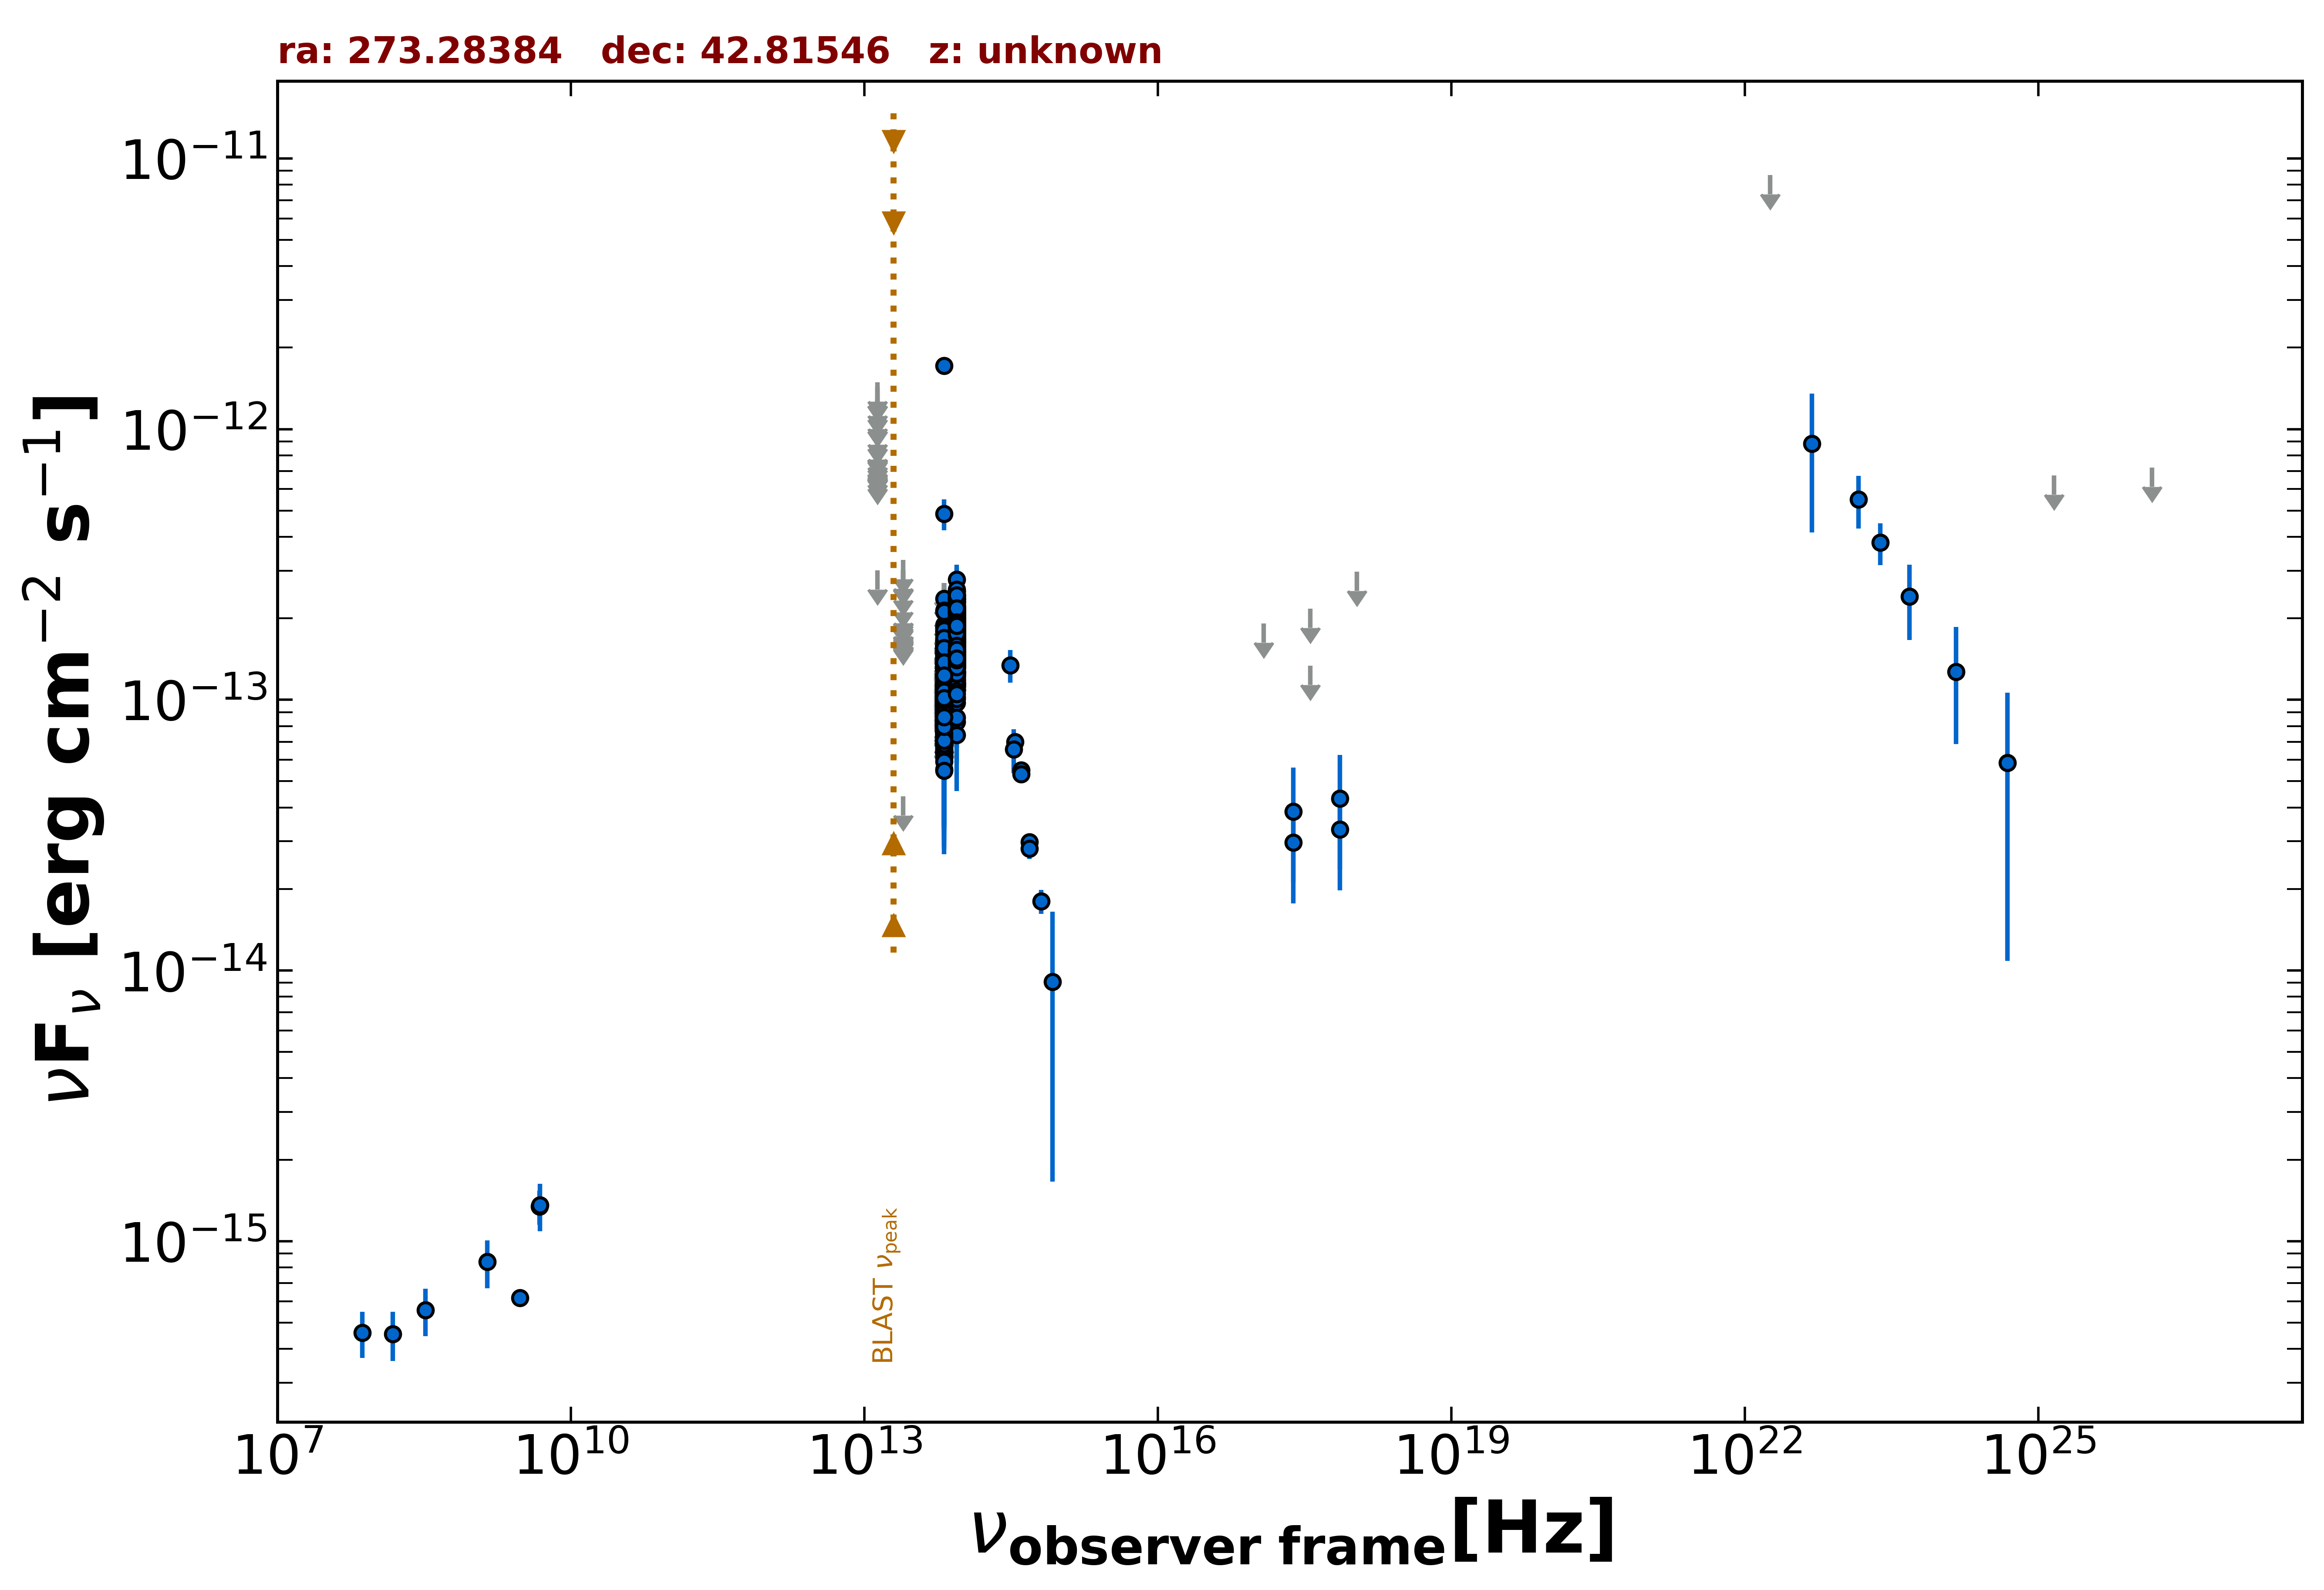 ra: 273.28384   dec: 42.81546   z: unknown
νFν [erg cm−2 s−1]
10−11
10−12
10−13
10−14
10−15
BLAST νpeak
107 1010 1013 1016 1019 1022 1025
νobserver frame[Hz]